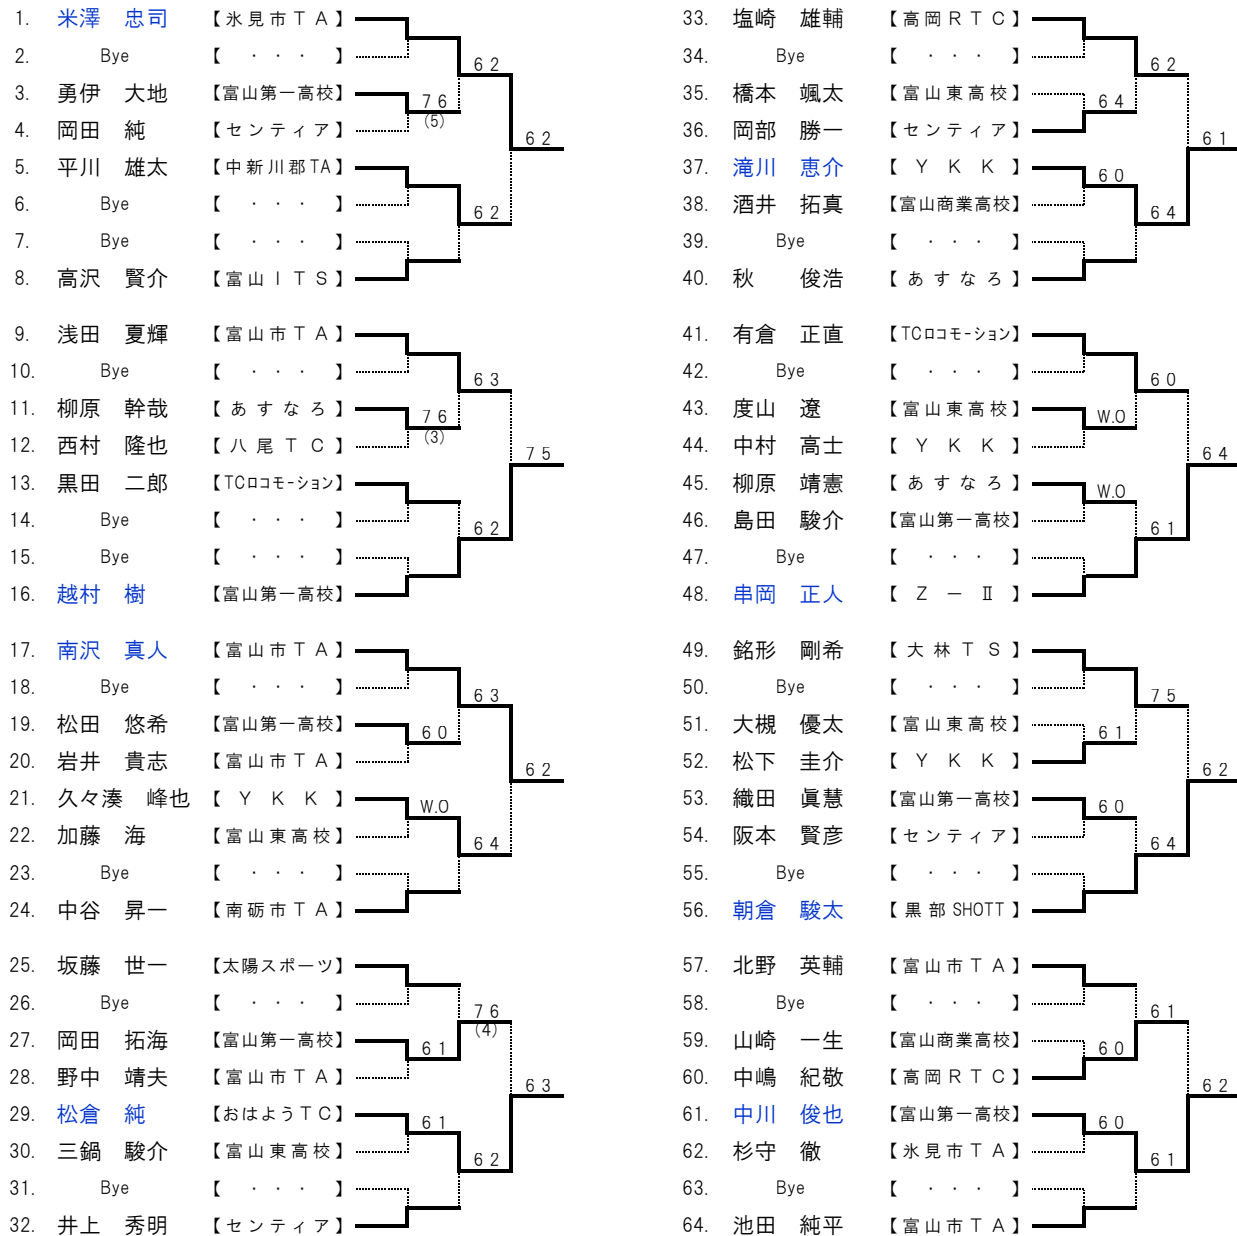 1. 米澤 忠司 【氷見市TA】
2. Bye 【 ・・・ 】
6 2
3. 勇伊 大地 【富山第一高校】
7 6
(5)
4. 岡田 純 【センティア】
6 2
5. 平川 雄太 【中新川郡TA】
6. Bye 【 ・・・ 】
6 2
7. Bye 【 ・・・ 】
8. 高沢 賢介 【富山ITS】
9. 浅田 夏輝 【富山市TA】
10. Bye 【 ・・・ 】
6 3
11. 柳原 幹哉 【あすなろ】
7 6
(3)
12. 西村 隆也 【八尾TC】
7 5
13. 黒田 二郎 【TCロコモーション】
14. Bye 【 ・・・ 】
6 2
15. Bye 【 ・・・ 】
16. 越村 樹 【富山第一高校】
17. 南沢 真人 【富山市TA】
18. Bye 【 ・・・ 】
6 3
19. 松田 悠希 【富山第一高校】
6 0
20. 岩井 貴志 【富山市TA】
6 2
21. 久々湊 峰也 【YKK】
W.O
22. 加藤 海 【富山東高校】
6 4
23. Bye 【 ・・・ 】
24. 中谷 昇一 【南砺市TA】
25. 坂藤 世一 【太陽スポーツ】
26. Bye 【 ・・・ 】
7 6
(4)
27. 岡田 拓海 【富山第一高校】
6 1
28. 野中 靖夫 【富山市TA】
6 3
29. 松倉 純 【おはようTC】
6 1
30. 三鍋 駿介 【富山東高校】
6 2
31. Bye 【 ・・・ 】
32. 井上 秀明 【センティア】
33. 塩崎 雄輔 【高岡RTC】
34. Bye 【 ・・・ 】
6 2
35. 橋本 颯太 【富山東高校】
6 4
36. 岡部 勝一 【センティア】
6 1
37. 滝川 恵介 【YKK】
6 0
38. 酒井 拓真 【富山商業高校】
6 4
39. Bye 【 ・・・ 】
40. 秋 俊浩 【あすなろ】
41. 有倉 正直 【TCロコモーション】
42. Bye 【 ・・・ 】
6 0
43. 度山 遼 【富山東高校】
W.O
44. 中村 高士 【YKK】
6 4
45. 柳原 靖憲 【あすなろ】
W.O
46. 島田 駿介 【富山第一高校】
6 1
47. Bye 【 ・・・ 】
48. 串岡 正人 【Z-Ⅱ】
49. 銘形 剛希 【大林TS】
50. Bye 【 ・・・ 】
7 5
51. 大槻 優太 【富山東高校】
6 1
52. 松下 圭介 【YKK】
6 2
53. 織田 眞慧 【富山第一高校】
6 0
54. 阪本 賢彦 【センティア】
6 4
55. Bye 【 ・・・ 】
56. 朝倉 駿太 【黒部SHOTT】
57. 北野 英輔 【富山市TA】
58. Bye 【 ・・・ 】
6 1
59. 山崎 一生 【富山商業高校】
6 0
60. 中嶋 紀敬 【高岡RTC】
6 2
61. 中川 俊也 【富山第一高校】
6 0
62. 杉守 徹 【氷見市TA】
6 1
63. Bye 【 ・・・ 】
64. 池田 純平 【富山市TA】